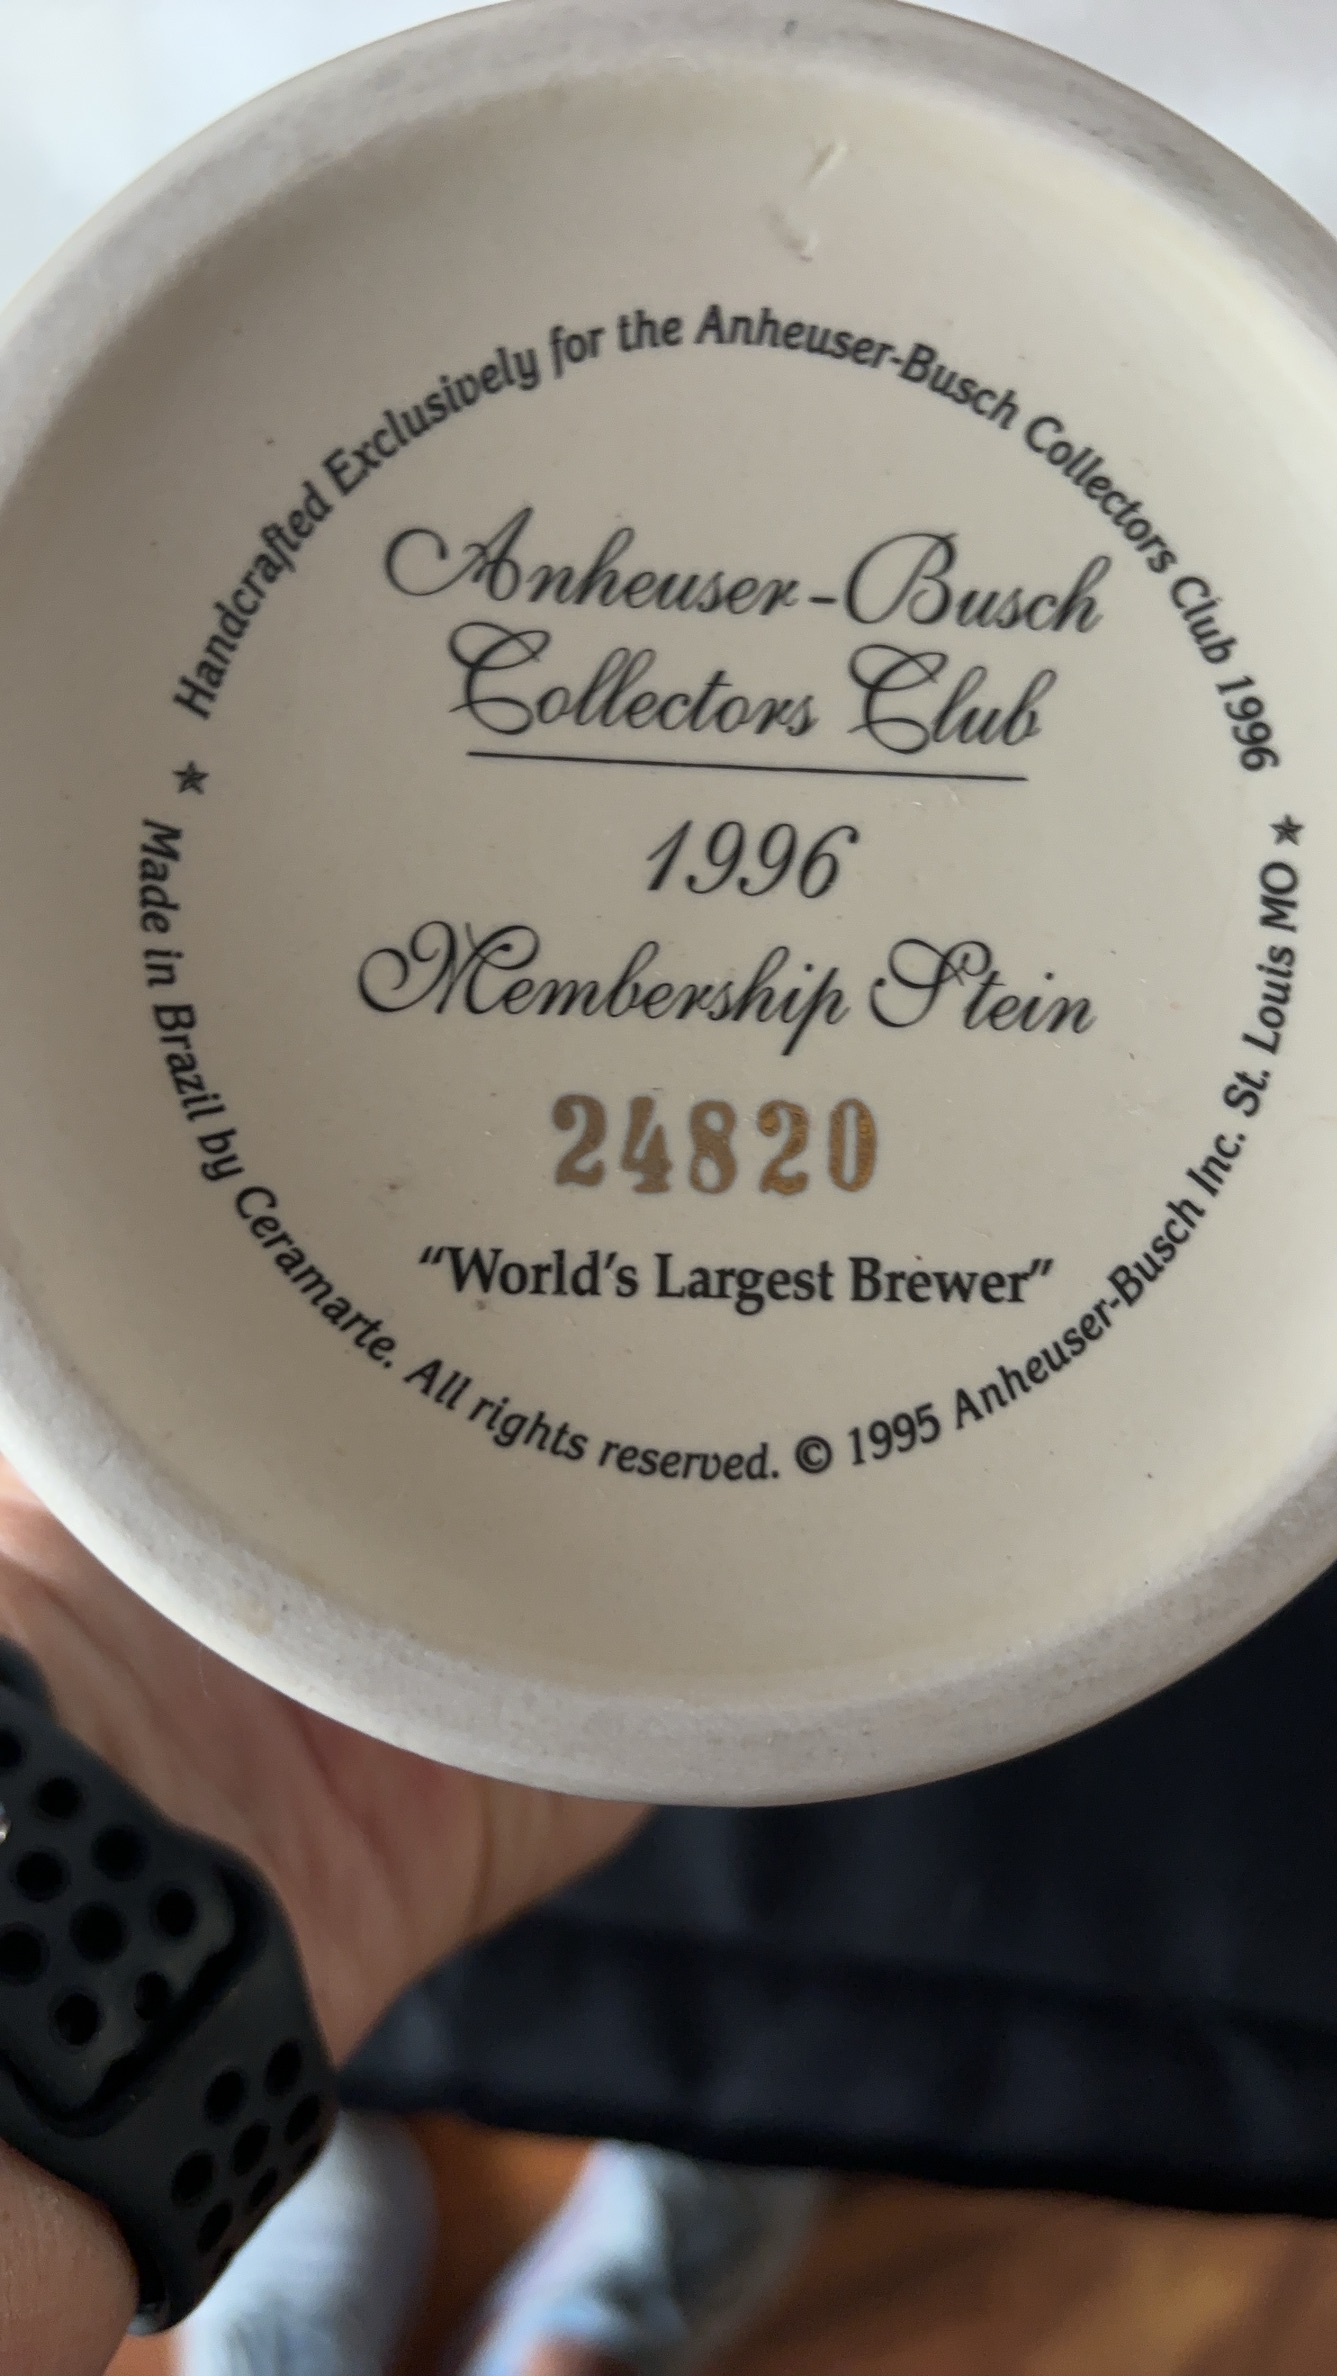 Handcrafted Exclusively for the Anheuser-Busch Collectors Club 1996
Anheuser-Busch
Collectors Club
1996
Membership Stein
24820
“World’s Largest Brewer”
★ Made in Brazil by Ceramarte. All rights reserved. © 1995 Anheuser-Busch Inc. St. Louis MO ★